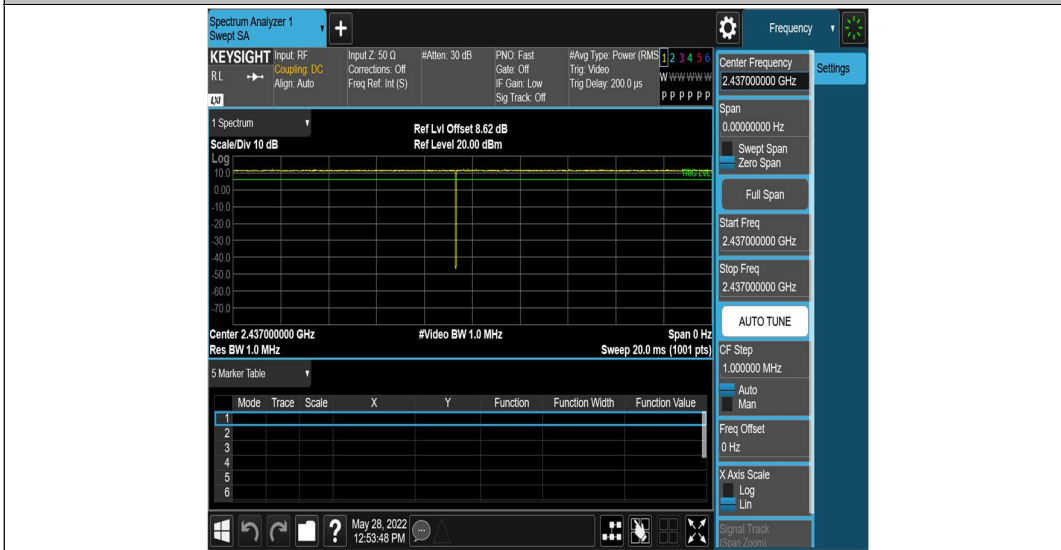 Spectrum Analyzer 1
Swept SA
+
Frequency
KEYSIGHT Input: RF Input Z: 50 Ω #Atten: 30 dB PNO: Fast #Avg Type: Power (RMS 1 2 3 4 5 6
RL Coupling: DC Corrections: Off Gate: Off Trig: Video W W W W W W
Align: Auto Freq Ref: Int (S) IF Gain: Low Trig Delay: 200.0 µs
Sig Track: Off P P P P P P
LXI
Center Frequency
2.437000000 GHz
Settings
Span
0.00000000 Hz
Swept Span
Zero Span
Full Span
Start Freq
2.437000000 GHz
Stop Freq
2.437000000 GHz
AUTO TUNE
CF Step
1.000000 MHz
Auto
Man
Freq Offset
0 Hz
X Axis Scale
Log
Lin
Signal Track
(Span Zoom)
1 Spectrum
Ref Lvl Offset 8.62 dB
Scale/Div 10 dB Ref Level 20.00 dBm
Log
10.0
TRIG LVL
0.00
-10.0
-20.0
-30.0
-40.0
-50.0
-60.0
-70.0
Center 2.437000000 GHz #Video BW 1.0 MHz Span 0 Hz
Res BW 1.0 MHz Sweep 20.0 ms (1001 pts)
5 Marker Table
Mode Trace Scale X Y Function Function Width Function Value
1
2
3
4
5
6
? May 28, 2022
12:53:48 PM